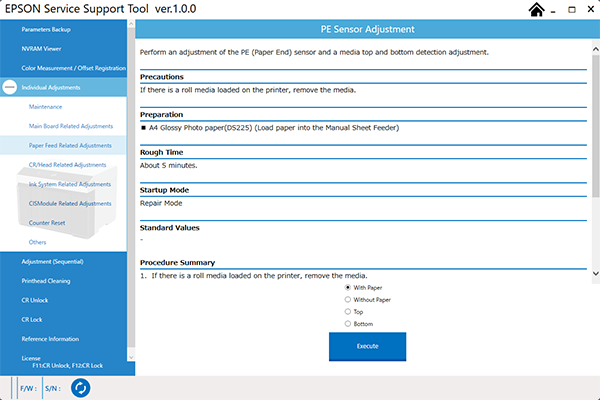 EPSON Service Support Tool ver.1.0.0
Parameters Backup
NVRAM Viewer
Color Measurement / Offset Registration
Individual Adjustments
Maintenance
Main Board Related Adjustments
Paper Feed Related Adjustments
CR/Head Related Adjustments
Ink System Related Adjustments
CISModule Related Adjustments
Counter Reset
Others
Adjustment (Sequential)
Printhead Cleaning
CR Unlock
CR Lock
Reference Information
License
F11:CR Unlock, F12:CR Lock
F/W :
S/N :
PE Sensor Adjustment
Perform an adjustment of the PE (Paper End) sensor and a media top and bottom detection adjustment.
Precautions
If there is a roll media loaded on the printer, remove the media.
Preparation
■ A4 Glossy Photo paper(DS225) (Load paper into the Manual Sheet Feeder)
Rough Time
About 5 minutes.
Startup Mode
Repair Mode
Standard Values
-
Procedure Summary
1. If there is a roll media loaded on the printer, remove the media.
With Paper
Without Paper
Top
Bottom
Execute